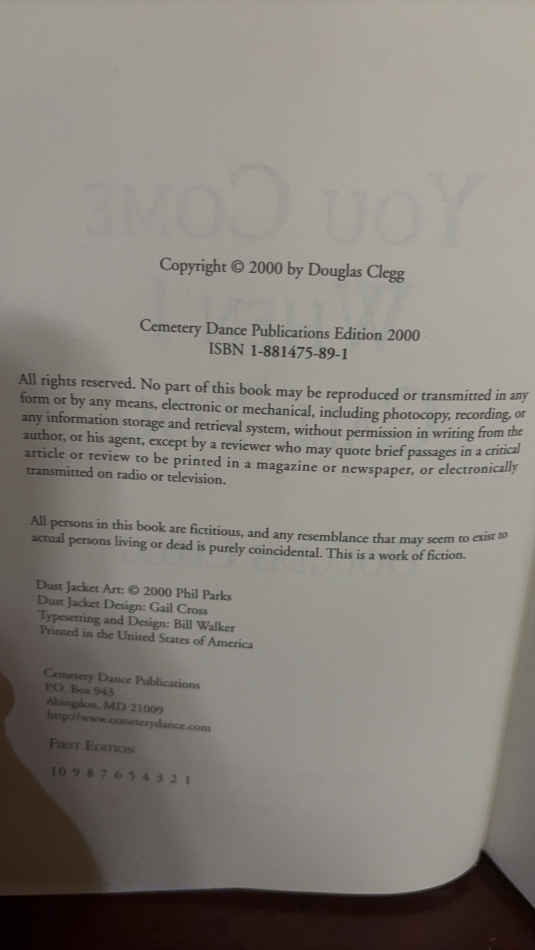 YOU COME
WHEN I
Copyright © 2000 by Douglas Clegg
Cemetery Dance Publications Edition 2000
ISBN 1-881475-89-1
All rights reserved. No part of this book may be reproduced or transmitted in any
form or by any means, electronic or mechanical, including photocopy, recording, or
any information storage and retrieval system, without permission in writing from the
author, or his agent, except by a reviewer who may quote brief passages in a critical
article or review to be printed in a magazine or newspaper, or electronically
transmitted on radio or television.
All persons in this book are fictitious, and any resemblance that may seem to exist to
actual persons living or dead is purely coincidental. This is a work of fiction.
Dust Jacket Art: © 2000 Phil Parks
Dust Jacket Design: Gail Cross
Typesetting and Design: Bill Walker
Printed in the United States of America
Cemetery Dance Publications
P.O. Box 943
Abingdon, MD 21009
http://www.cemeterydance.com
FIRST EDITION
10 9 8 7 6 5 4 3 2 1